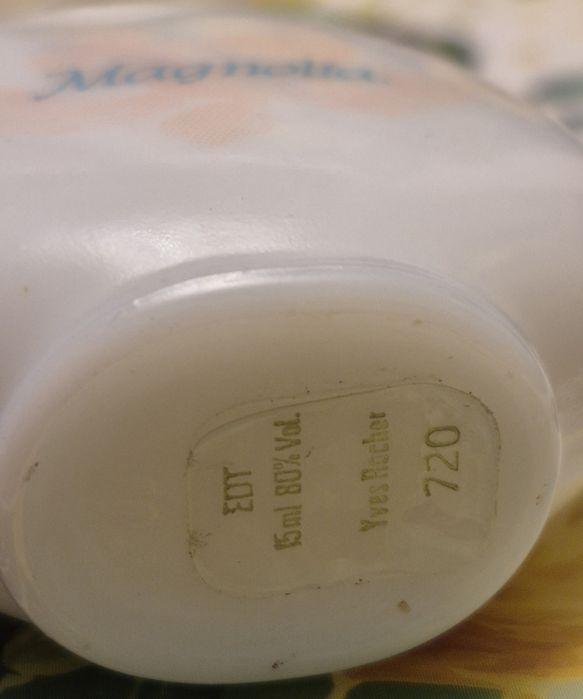 Magnolia
EDT
15ml 80% Vol.
Yves Rocher
720